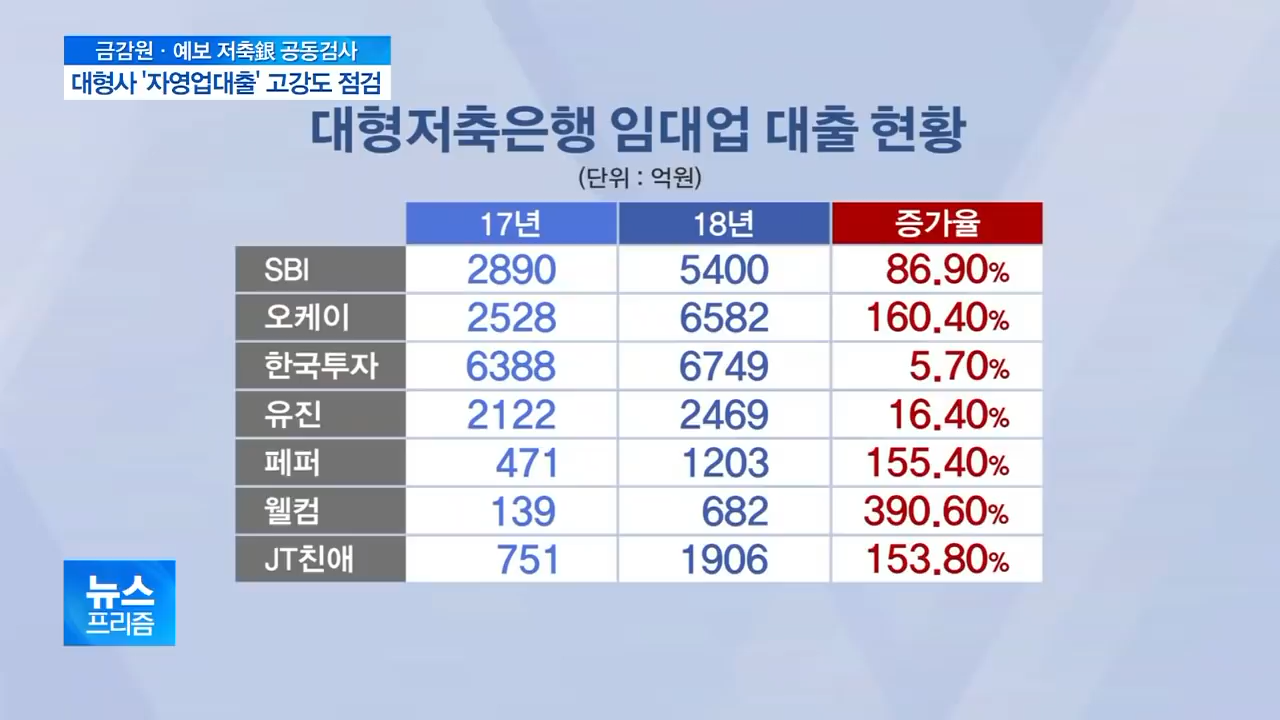 금감원·예보 저축銀 공동검사
대형사 '자영업대출' 고강도 점검
대형저축은행 임대업 대출 현황
(단위 : 억원)
17년 18년 증가율
SBI 2890 5400 86.90%
오케이 2528 6582 160.40%
한국투자 6388 6749 5.70%
유진 2122 2469 16.40%
페퍼 471 1203 155.40%
웰컴 139 682 390.60%
JT친애 751 1906 153.80%
뉴스
프리즘